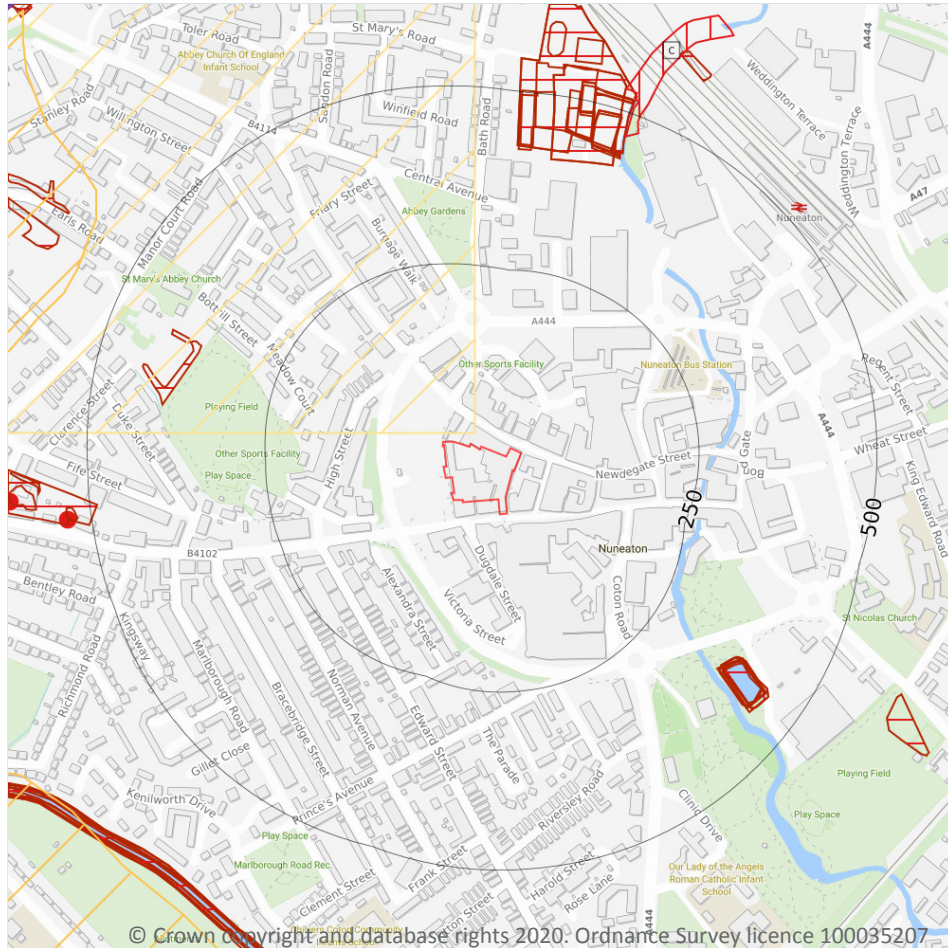 St Mary's Road
Toler Road
A444
Abbey Church Of England
Infant School
C
Sandon Road
Weddington Terrace
Stanley Road
Willington Street
Winfield Road
B4114
Bath Road
Weddington Terrace
Central Avenue
Friary Street
Manor Court Road
A47
Earls Road
Abbey Gardens
Nuneaton
Burgage Walk
St Mary's Abbey Church
Bottrill Street
A444
Meadow Court
Other Sports Facility
Nuneaton Bus Station
Regent Street
Clarence Street
Duke Street
Playing Field
A444
High Street
Wheat Street
Other Sports Facility
Bond Gate
Fife Street
Play Space
Newdegate Street
King Edward Road
250
500
B4102
Nuneaton
Dugdale Street
Bentley Road
Alexandra Street
Coton Road
Victoria Street
Kingsway
St Nicolas Church
Marlborough Road
Richmond Road
Norman Avenue
Bracebridge Street
Edward Street
The Parade
Gillet Close
Playing Field
Kenilworth Drive
Prince's Avenue
Riversley Road
Clinic Drive
Play Space
Play Space
Marlborough Road Rec.
Frank Street
Harold Street
Our Lady of the Angels
Roman Catholic Infant
School
Clement Street
Rose Lane
A444
© Crown copyright and database rights 2020. Ordnance Survey licence 100035207.